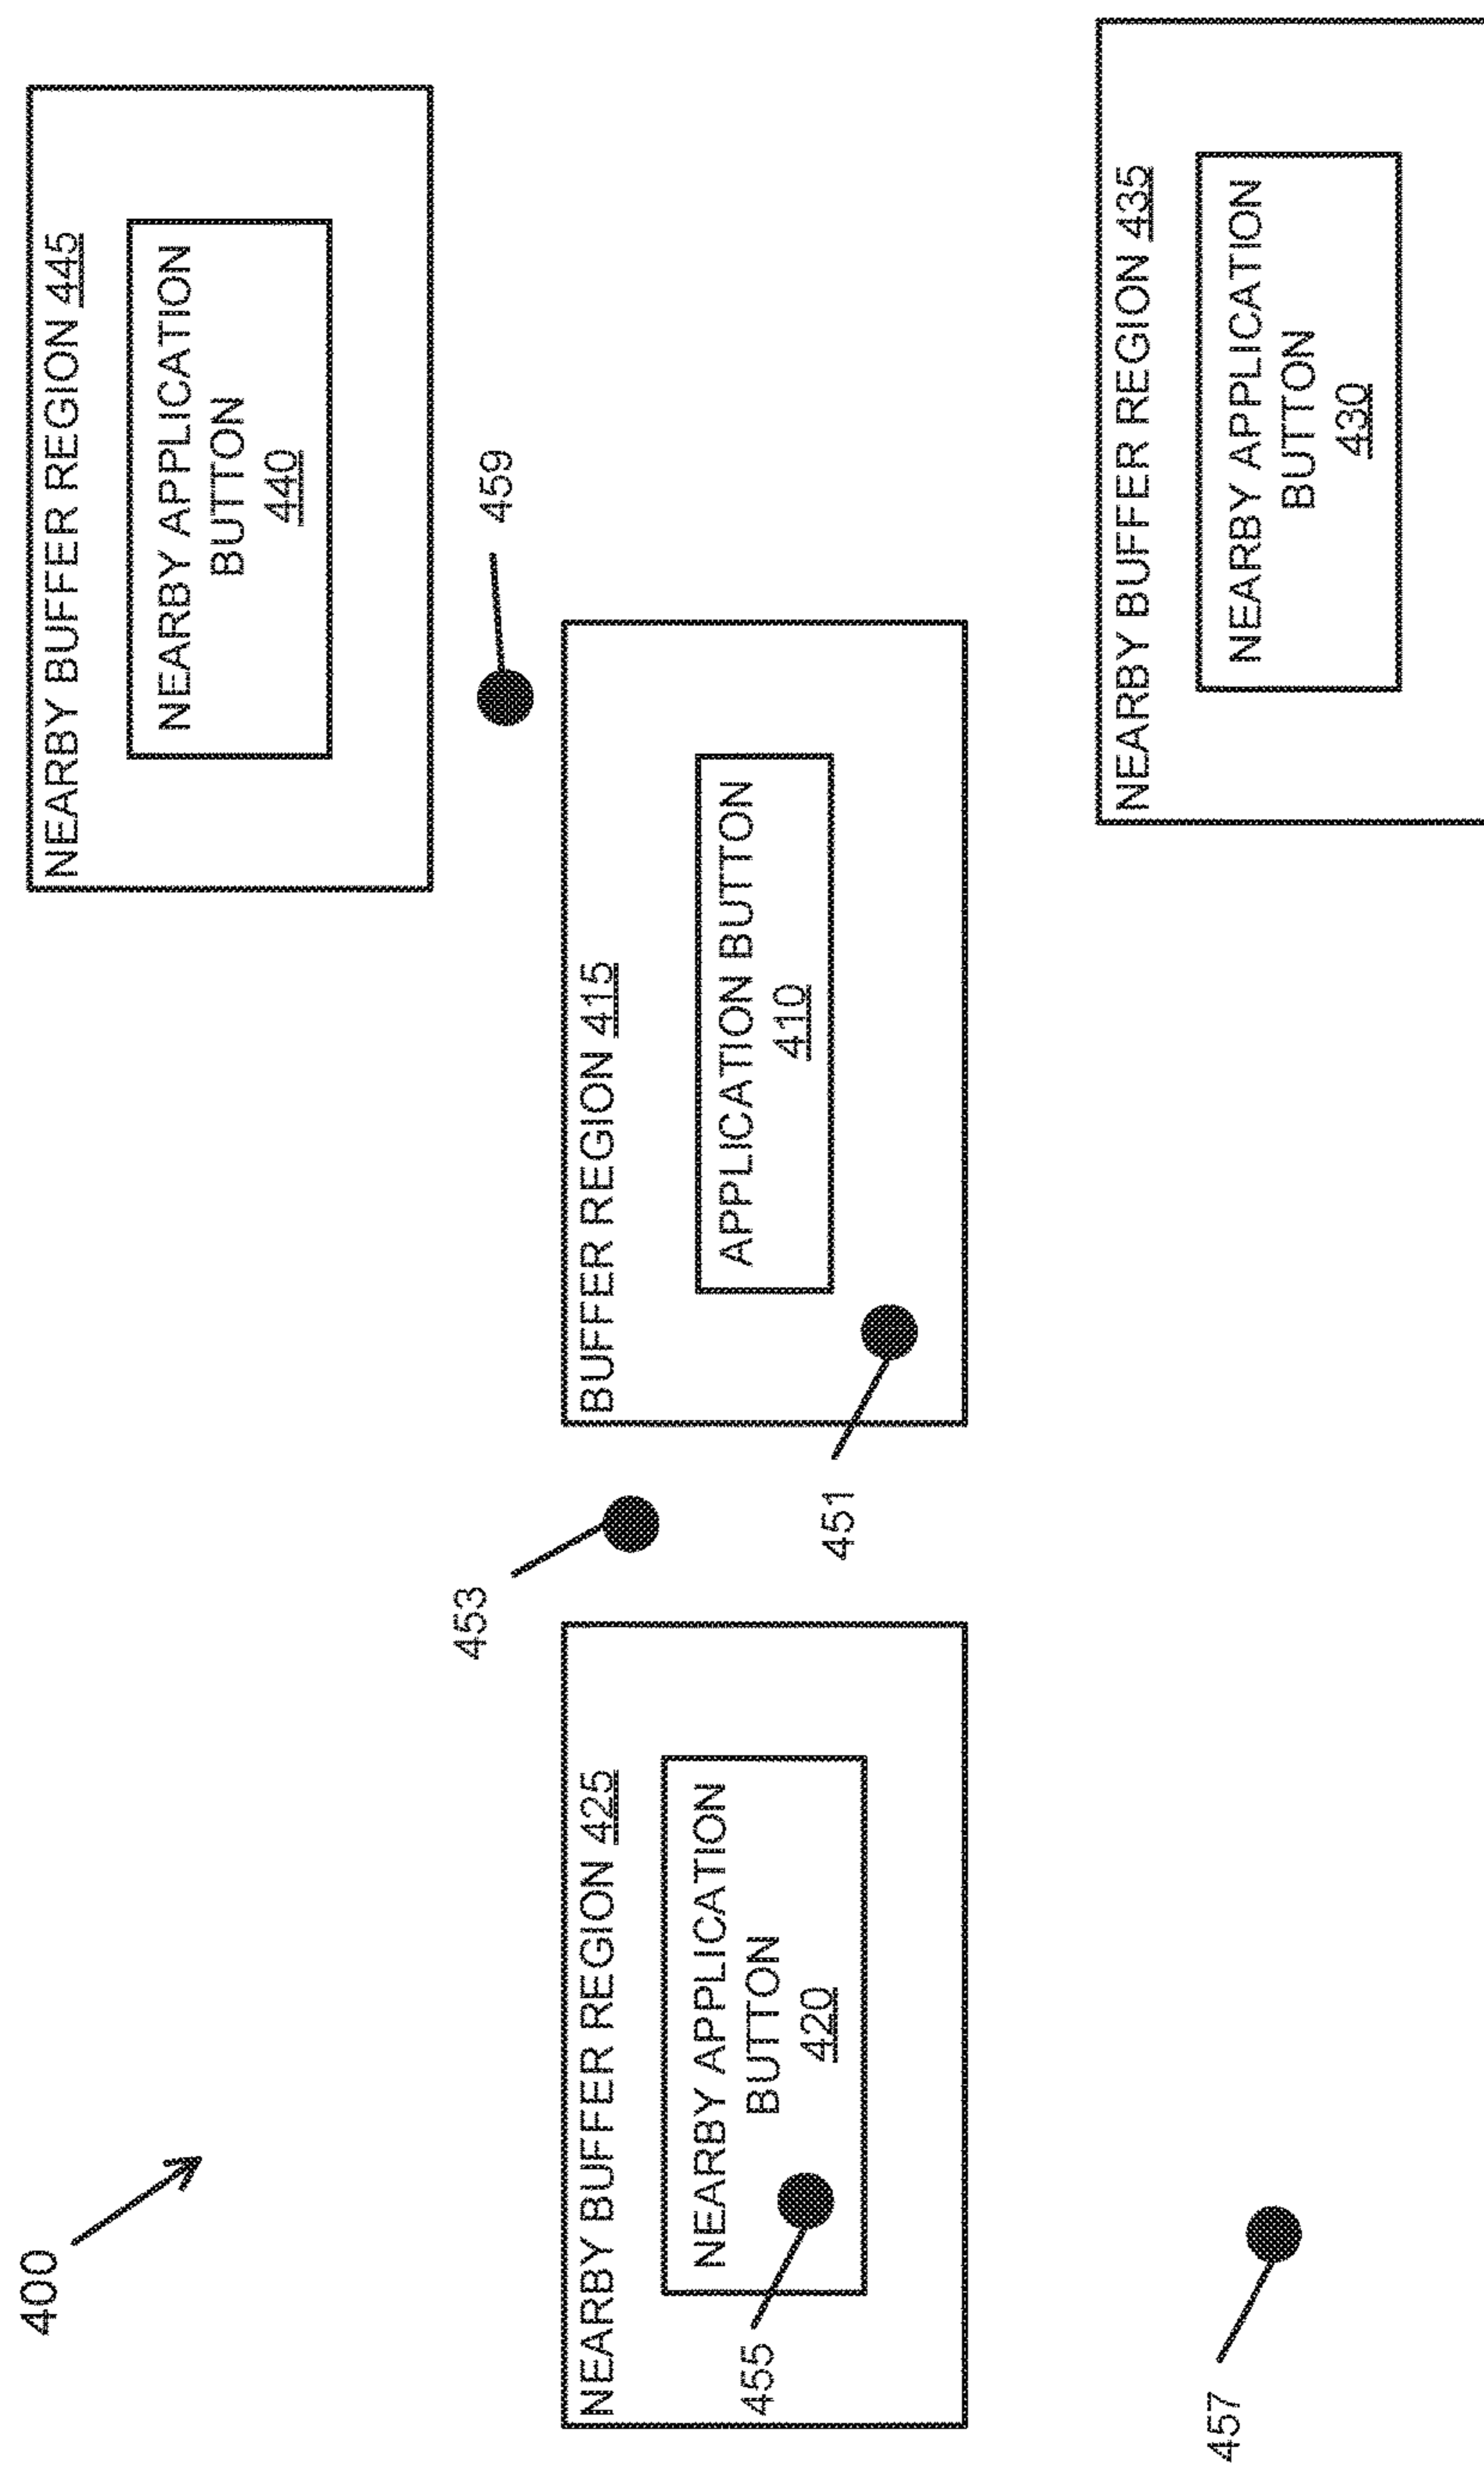 400
NEARBY BUFFER REGION 445
NEARBY APPLICATION
BUTTON
440
453
459
NEARBY BUFFER REGION 425
NEARBY APPLICATION
BUTTON
420
455
BUFFER REGION 415
APPLICATION BUTTON
410
451
457
NEARBY BUFFER REGION 435
NEARBY APPLICATION
BUTTON
430